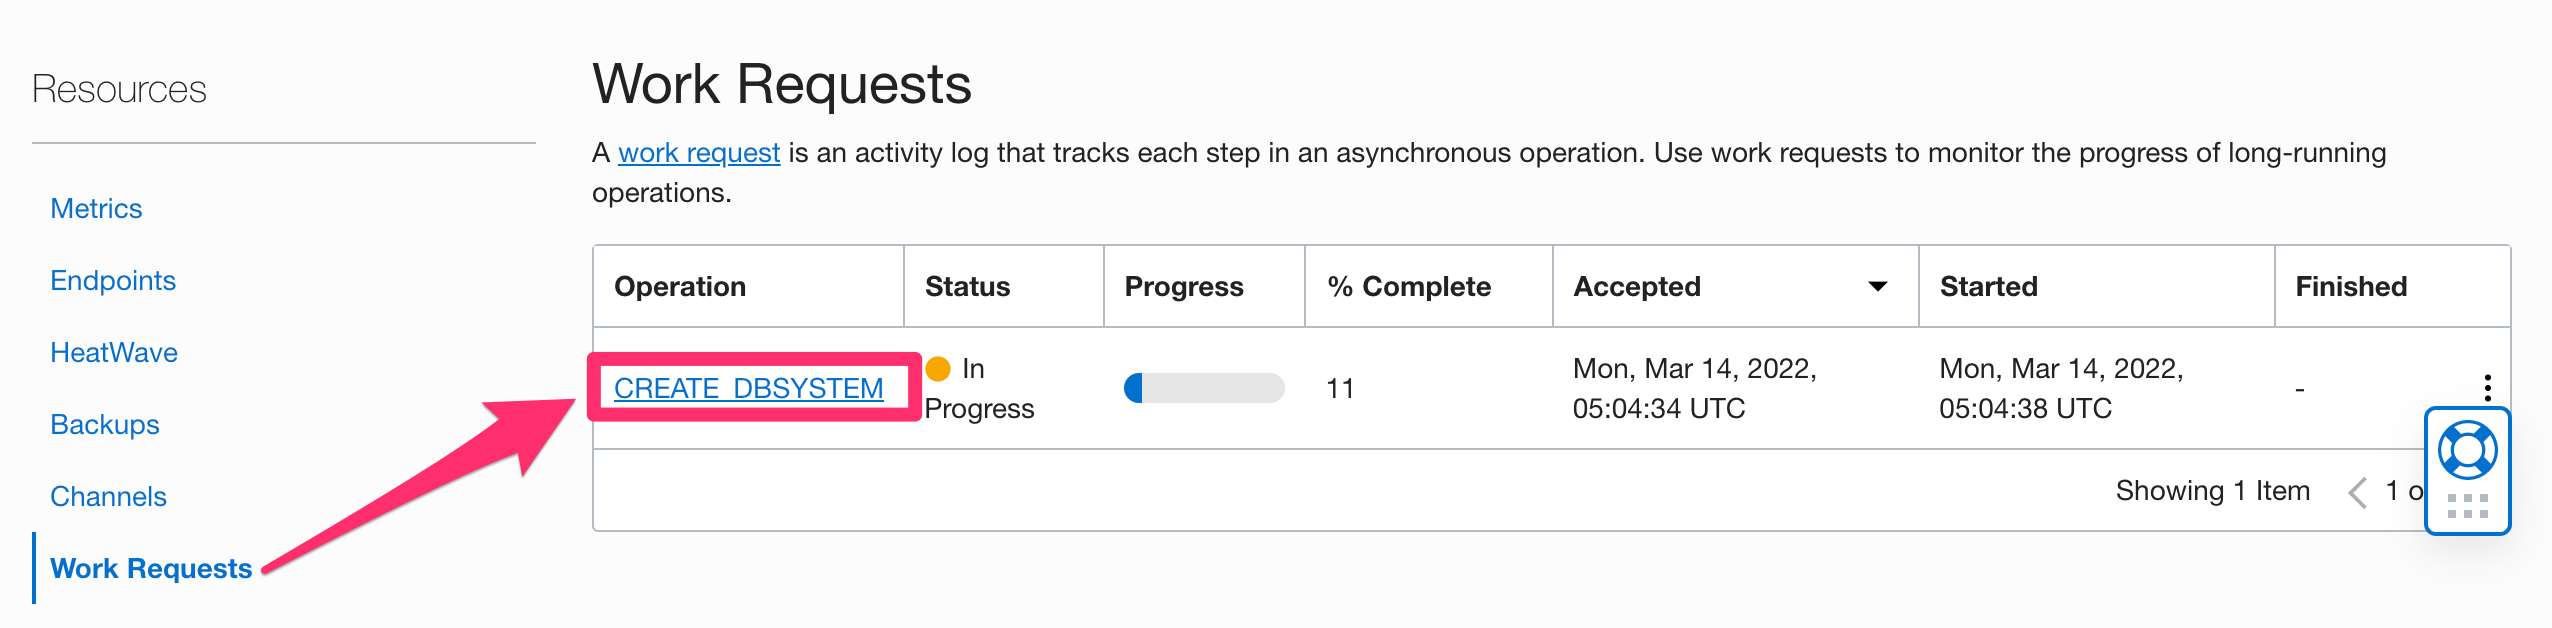 Resources
Metrics
Endpoints
HeatWave
Backups
Channels
Work Requests
Work Requests
A work request is an activity log that tracks each step in an asynchronous operation. Use work requests to monitor the progress of long-running
operations.
Operation Status Progress % Complete Accepted Started Finished
CREATE_DBSYSTEM In Progress 11 Mon, Mar 14, 2022, 05:04:34 UTC Mon, Mar 14, 2022, 05:04:38 UTC -
Showing 1 Item 1